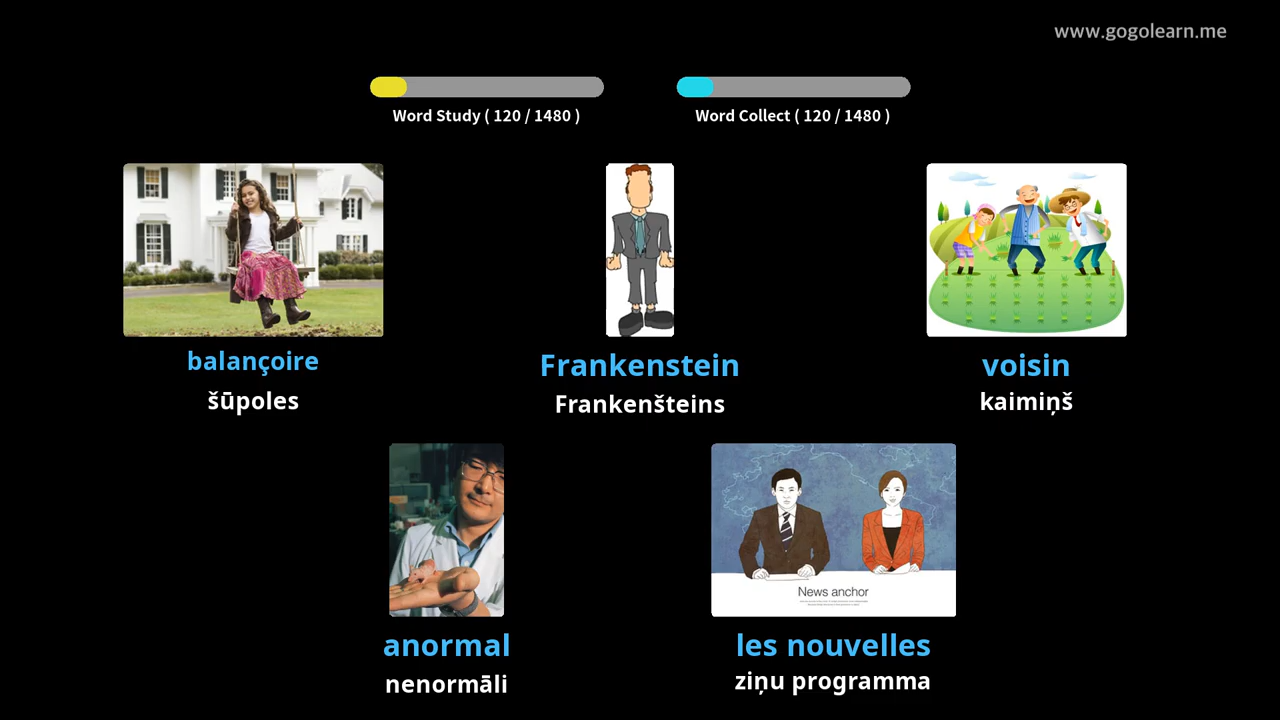 www.gogolearn.me
Word Study ( 120 / 1480 )
Word Collect ( 120 / 1480 )
balançoire
šūpoles
Frankenstein
Frankenšteins
voisin
kaimiņš
News anchor
anormal
nenormāli
les nouvelles
ziņu programma